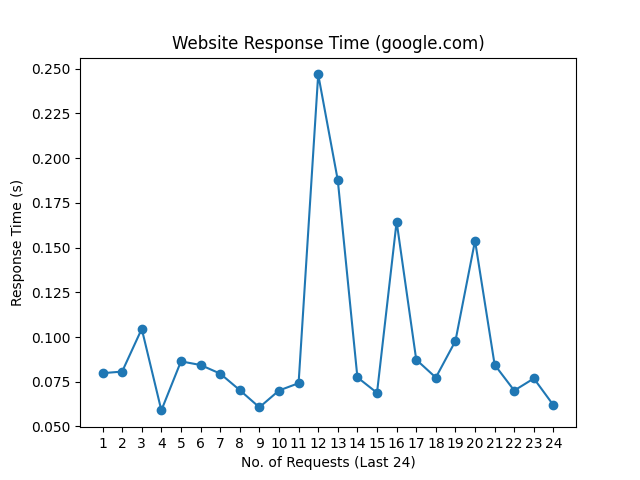 Website Response Time (google.com)
0.250
0.225
0.200
0.175
0.150
0.125
0.100
0.075
0.050
Response Time (s)
1 2 3 4 5 6 7 8 9 10 11 12 13 14 15 16 17 18 19 20 21 22 23 24
No. of Requests (Last 24)